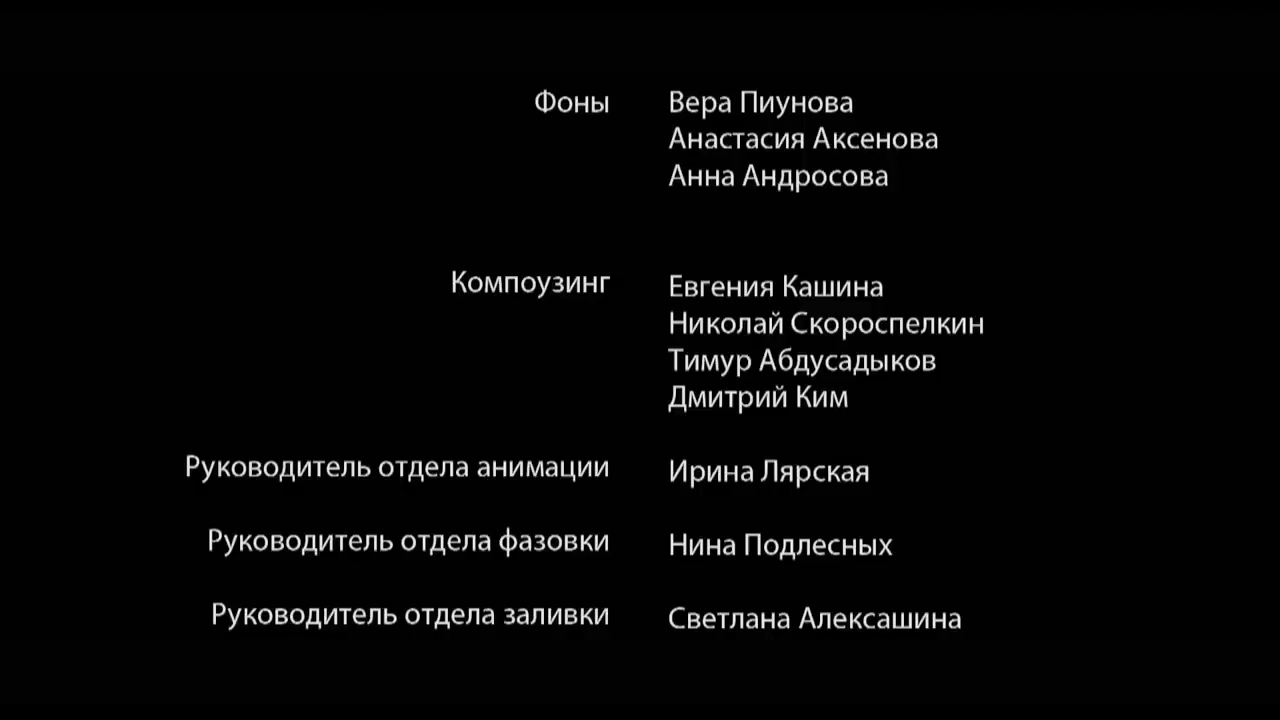 Фоны Вера Пиунова
Анастасия Аксенова
Анна Андросова
Компоузинг Евгения Кашина
Николай Скороспелкин
Тимур Абдусадыков
Дмитрий Ким
Руководитель отдела анимации Ирина Лярская
Руководитель отдела фазовки Нина Подлесных
Руководитель отдела заливки Светлана Алексашина